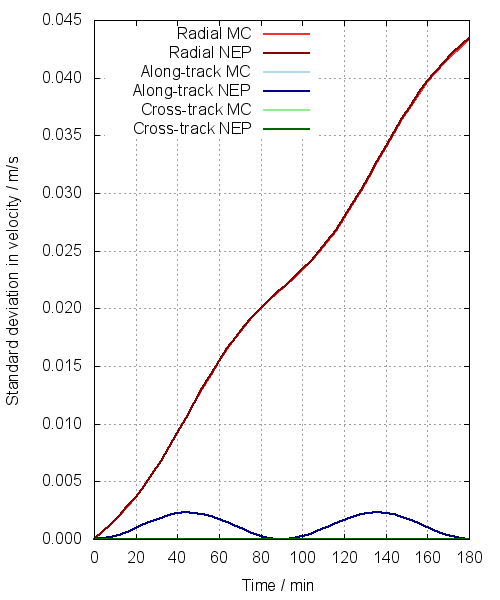 0.045
0.040
0.035
0.030
0.025
0.020
0.015
0.010
0.005
0.000
Standard deviation in velocity / m/s
Radial MC
Radial NEP
Along-track MC
Along-track NEP
Cross-track MC
Cross-track NEP
0 20 40 60 80 100 120 140 160 180
Time / min